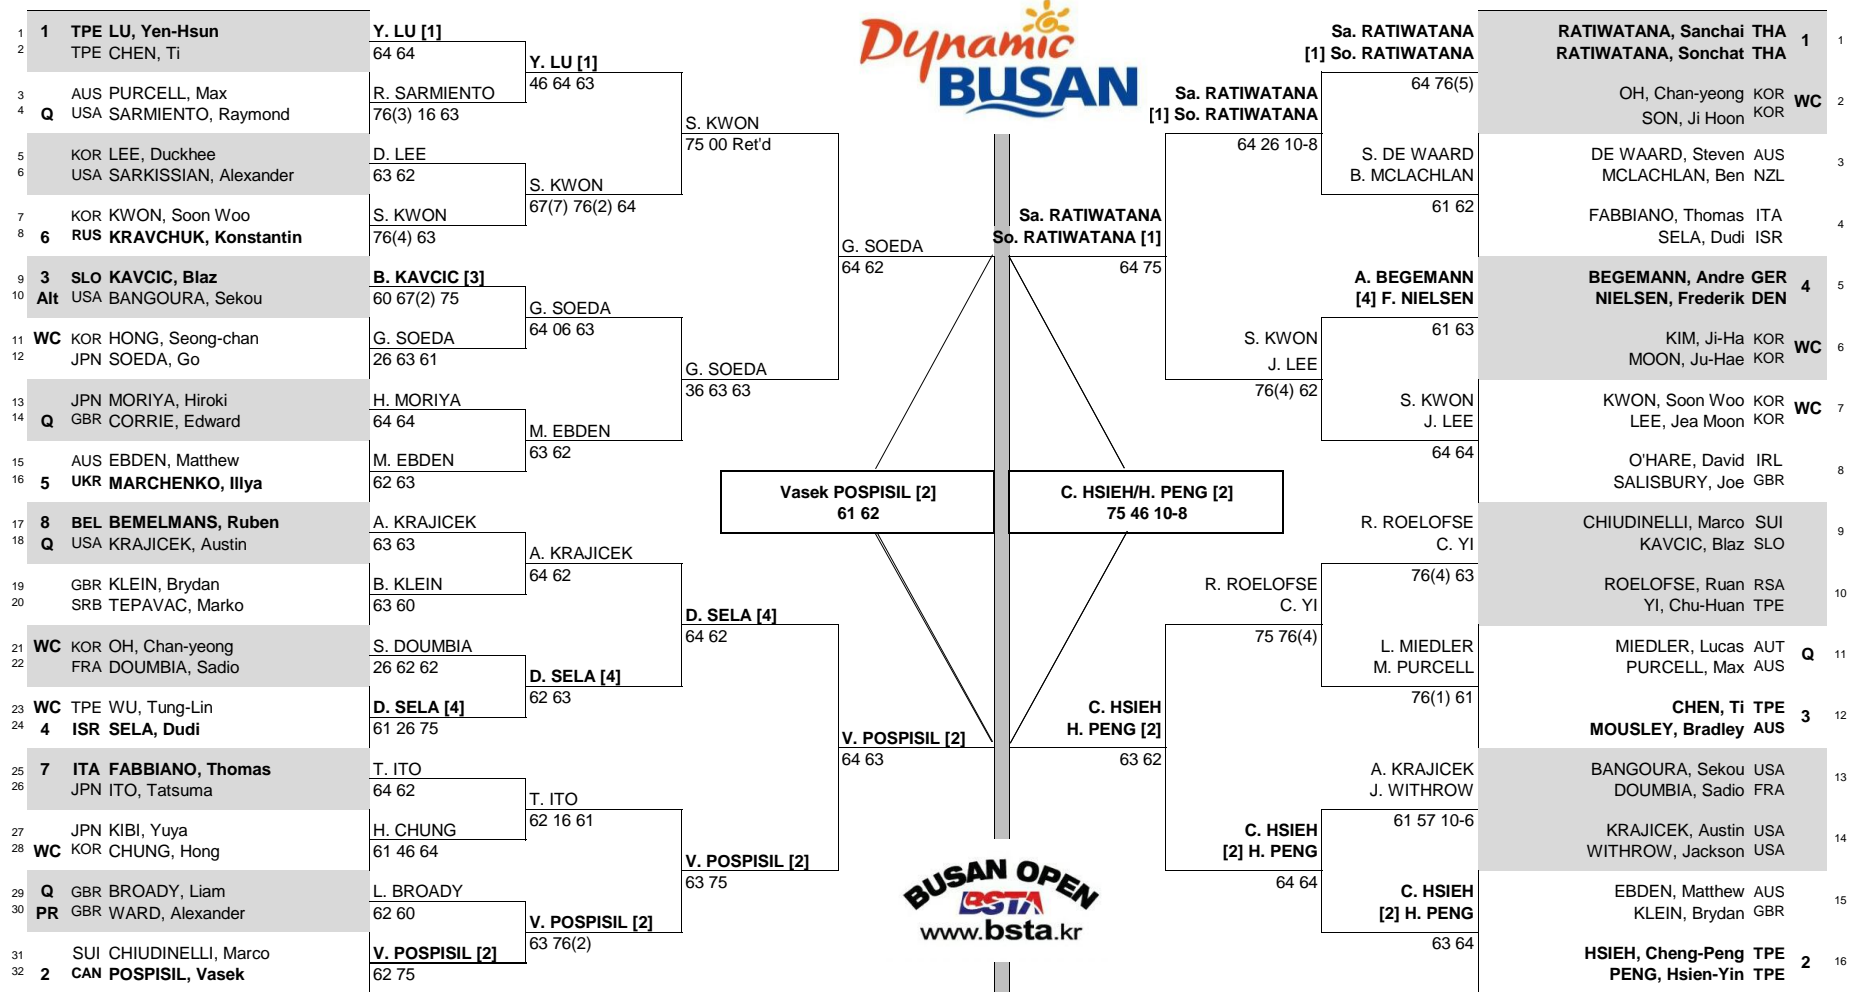 Dynamic
BUSAN
1 1 TPE LU, Yen-Hsun
2 TPE CHEN, Ti
3 AUS PURCELL, Max
4 Q USA SARMIENTO, Raymond
5 KOR LEE, Duckhee
6 USA SARKISSIAN, Alexander
7 KOR KWON, Soon Woo
8 6 RUS KRAVCHUK, Konstantin
9 3 SLO KAVCIC, Blaz
10 Alt USA BANGOURA, Sekou
11 WC KOR HONG, Seong-chan
12 JPN SOEDA, Go
13 JPN MORIYA, Hiroki
14 Q GBR CORRIE, Edward
15 AUS EBDEN, Matthew
16 5 UKR MARCHENKO, Illya
17 8 BEL BEMELMANS, Ruben
18 Q USA KRAJICEK, Austin
19 GBR KLEIN, Brydan
20 SRB TEPAVAC, Marko
21 WC KOR OH, Chan-yeong
22 FRA DOUMBIA, Sadio
23 WC TPE WU, Tung-Lin
24 4 ISR SELA, Dudi
25 7 ITA FABBIANO, Thomas
26 JPN ITO, Tatsuma
27 JPN KIBI, Yuya
28 WC KOR CHUNG, Hong
29 Q GBR BROADY, Liam
30 PR GBR WARD, Alexander
31 SUI CHIUDINELLI, Marco
32 2 CAN POSPISIL, Vasek
Y. LU [1]
64 64
R. SARMIENTO
76(3) 16 63
D. LEE
63 62
S. KWON
76(4) 63
B. KAVCIC [3]
60 67(2) 75
G. SOEDA
26 63 61
H. MORIYA
64 64
M. EBDEN
62 63
A. KRAJICEK
63 63
B. KLEIN
63 60
S. DOUMBIA
26 62 62
D. SELA [4]
61 26 75
T. ITO
64 62
H. CHUNG
61 46 64
L. BROADY
62 60
V. POSPISIL [2]
62 75
Y. LU [1]
46 64 63
S. KWON
67(7) 76(2) 64
G. SOEDA
64 06 63
M. EBDEN
63 62
A. KRAJICEK
64 62
D. SELA [4]
62 63
T. ITO
62 16 61
V. POSPISIL [2]
63 76(2)
S. KWON
75 00 Ret'd
G. SOEDA
36 63 63
D. SELA [4]
64 62
V. POSPISIL [2]
63 75
G. SOEDA
64 62
V. POSPISIL [2]
64 63
Vasek POSPISIL [2]
61 62
C. HSIEH/H. PENG [2]
75 46 10-8
Sa. RATIWATANA
So. RATIWATANA [1]
64 75
C. HSIEH
H. PENG [2]
63 62
Sa. RATIWATANA
[1] So. RATIWATANA
64 26 10-8
S. KWON
J. LEE
76(4) 62
R. ROELOFSE
C. YI
75 76(4)
C. HSIEH
[2] H. PENG
64 64
Sa. RATIWATANA
[1] So. RATIWATANA
64 76(5)
S. DE WAARD
B. MCLACHLAN
61 62
A. BEGEMANN
[4] F. NIELSEN
61 63
S. KWON
J. LEE
64 64
R. ROELOFSE
C. YI
76(4) 63
L. MIEDLER
M. PURCELL
76(1) 61
A. KRAJICEK
J. WITHROW
61 57 10-6
C. HSIEH
[2] H. PENG
63 64
RATIWATANA, Sanchai THA
RATIWATANA, Sonchat THA
1 1
OH, Chan-yeong KOR
SON, Ji Hoon KOR
WC 2
DE WAARD, Steven AUS
MCLACHLAN, Ben NZL
3
FABBIANO, Thomas ITA
SELA, Dudi ISR
4
BEGEMANN, Andre GER
NIELSEN, Frederik DEN
4 5
KIM, Ji-Ha KOR
MOON, Ju-Hae KOR
WC 6
KWON, Soon Woo KOR
LEE, Jea Moon KOR
WC 7
O'HARE, David IRL
SALISBURY, Joe GBR
8
CHIUDINELLI, Marco SUI
KAVCIC, Blaz SLO
9
ROELOFSE, Ruan RSA
YI, Chu-Huan TPE
10
MIEDLER, Lucas AUT
PURCELL, Max AUS
Q 11
CHEN, Ti TPE
MOUSLEY, Bradley AUS
3 12
BANGOURA, Sekou USA
DOUMBIA, Sadio FRA
13
KRAJICEK, Austin USA
WITHROW, Jackson USA
14
EBDEN, Matthew AUS
KLEIN, Brydan GBR
15
HSIEH, Cheng-Peng TPE
PENG, Hsien-Yin TPE
2 16
BUSAN OPEN
BSTA
www.bsta.kr